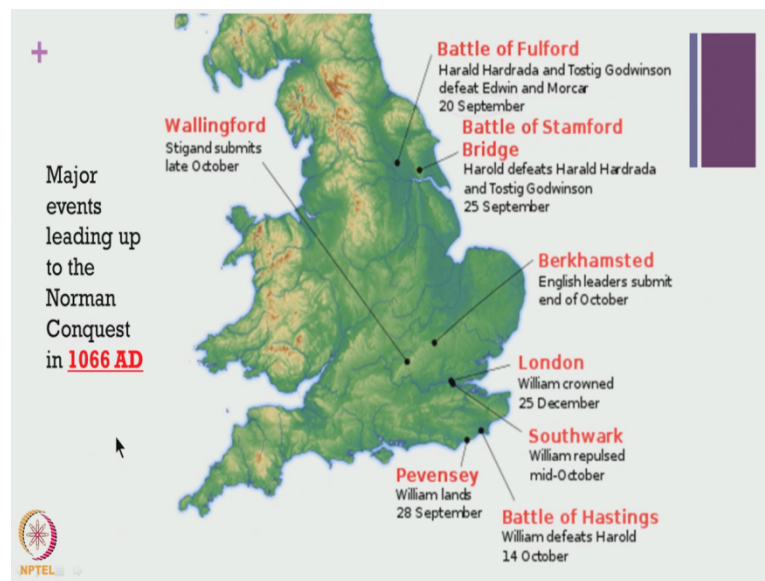 +
Major
events
leading up
to the
Norman
Conquest
in 1066 AD
Battle of Fulford
Harald Hardrada and Tostig Godwinson
defeat Edwin and Morcar
20 September
Battle of Stamford
Bridge
Harold defeats Harald Hardrada
and Tostig Godwinson
25 September
Wallingford
Stigand submits
late October
Berkhamsted
English leaders submit
end of October
London
William crowned
25 December
Southwark
William repulsed
mid-October
Pevensey
William lands
28 September
Battle of Hastings
William defeats Harold
14 October
NPTEL